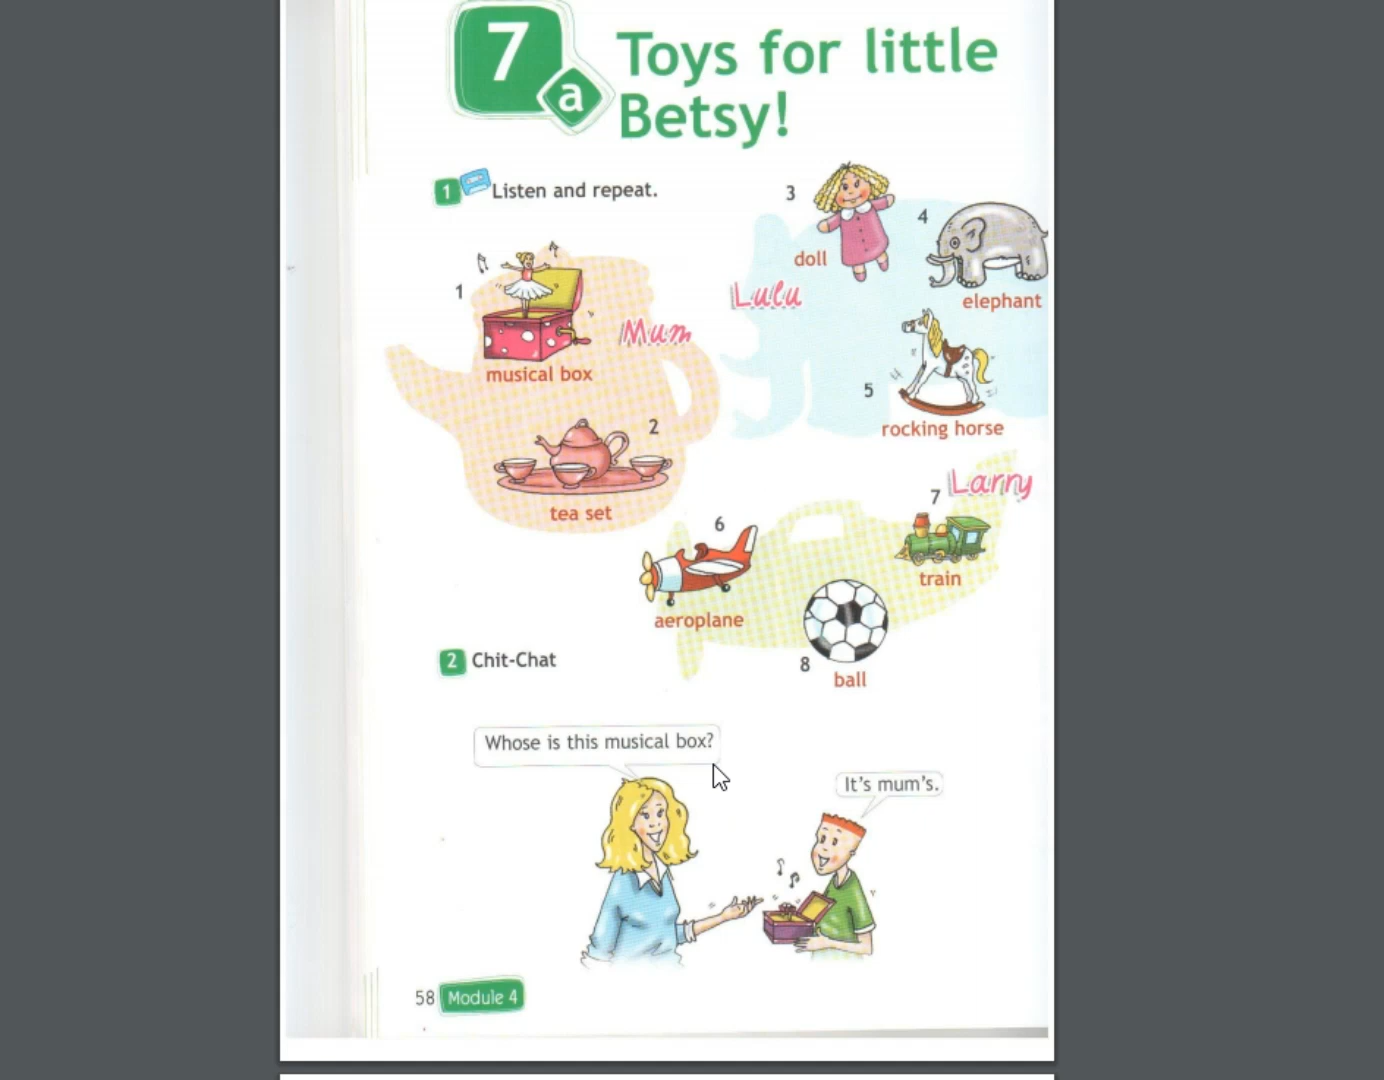 7
a
Toys for little
Betsy!
1 Listen and repeat.
3
doll
4
elephant
Lulu
1
musical box
Mum
5
rocking horse
2
tea set
Larry
7
train
6
aeroplane
8
ball
2 Chit-Chat
Whose is this musical box?
It's mum's.
58 Module 4